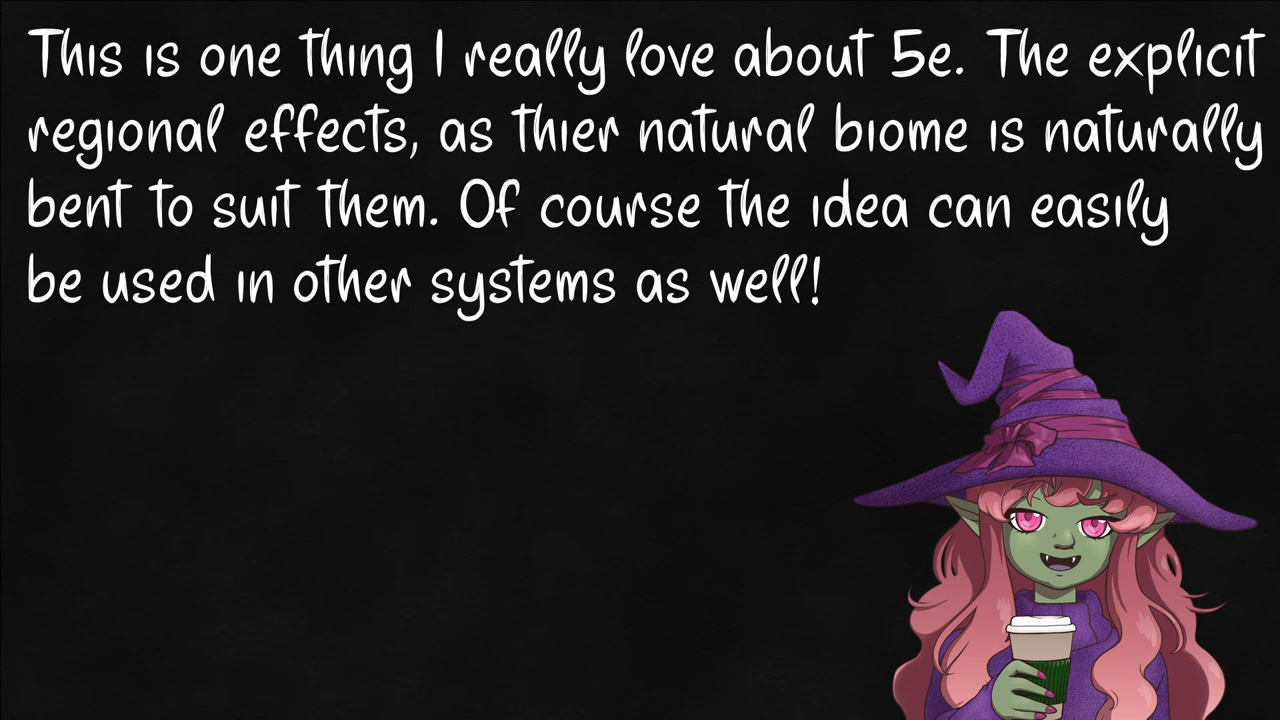 This is one thing I really love about 5e. The explicit
regional effects, as thier natural biome is naturally
bent to suit them. Of course the idea can easily
be used in other systems as well!